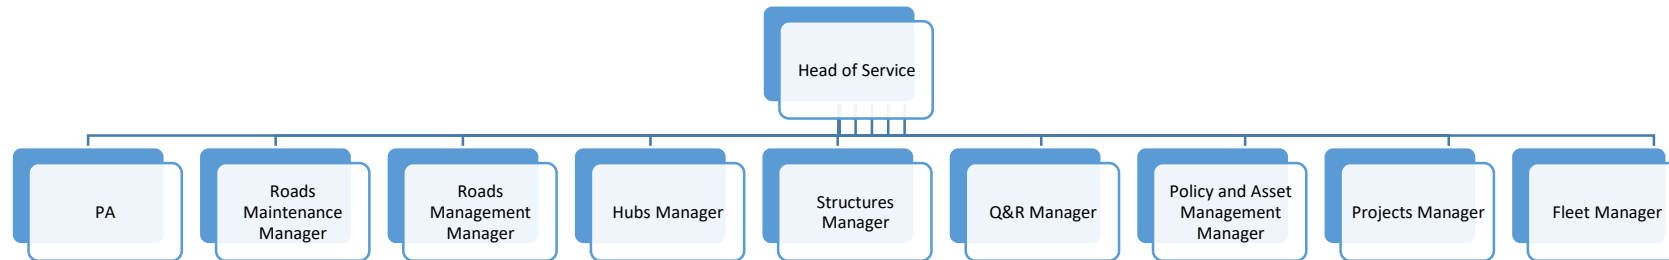 Head of Service
PA
Roads
Maintenance
Manager
Roads
Management
Manager
Hubs Manager
Structures
Manager
Q&R Manager
Policy and Asset
Management
Manager
Projects Manager
Fleet Manager